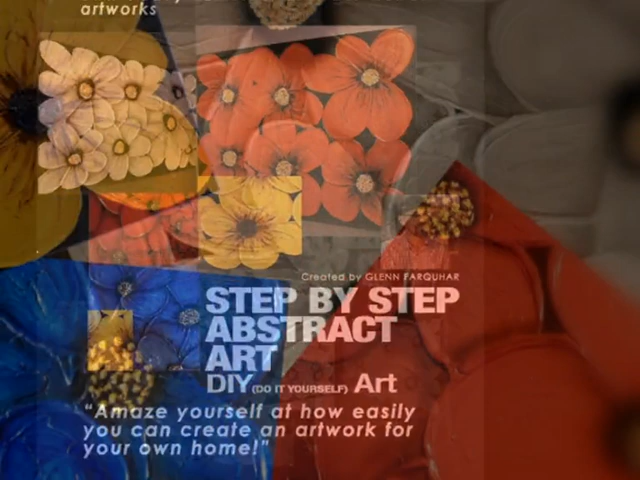 artworks
Created by GLENN FARQUHAR
STEP BY STEP
ABSTRACT
ART
DIY (DO IT YOURSELF) Art
"Amaze yourself at how easily
you can create an artwork for
your own home!"